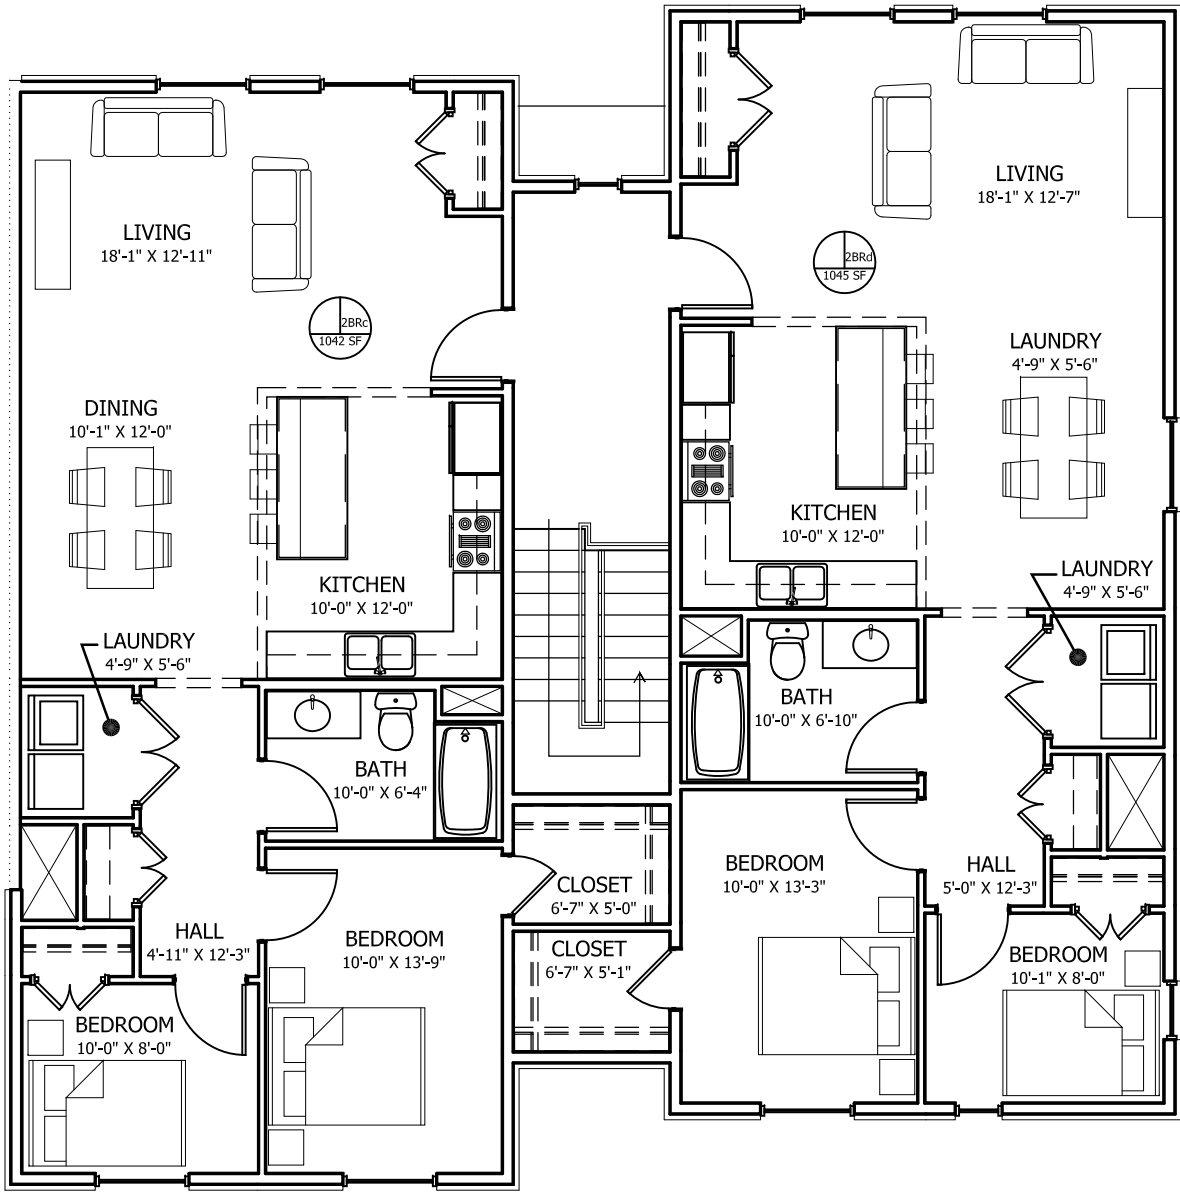 LIVING
18'-1" X 12'-7"
LIVING
18'-1" X 12'-11"
2BRd
1045 SF
2BRc
1042 SF
LAUNDRY
4'-9" X 5'-6"
DINING
10'-1" X 12'-0"
KITCHEN
10'-0" X 12'-0"
KITCHEN
10'-0" X 12'-0"
LAUNDRY
4'-9" X 5'-6"
LAUNDRY
4'-9" X 5'-6"
BATH
10'-0" X 6'-10"
BATH
10'-0" X 6'-4"
BEDROOM
10'-0" X 13'-3"
HALL
5'-0" X 12'-3"
CLOSET
6'-7" X 5'-0"
HALL
4'-11" X 12'-3"
BEDROOM
10'-0" X 13'-9"
CLOSET
6'-7" X 5'-1"
BEDROOM
10'-1" X 8'-0"
BEDROOM
10'-0" X 8'-0"